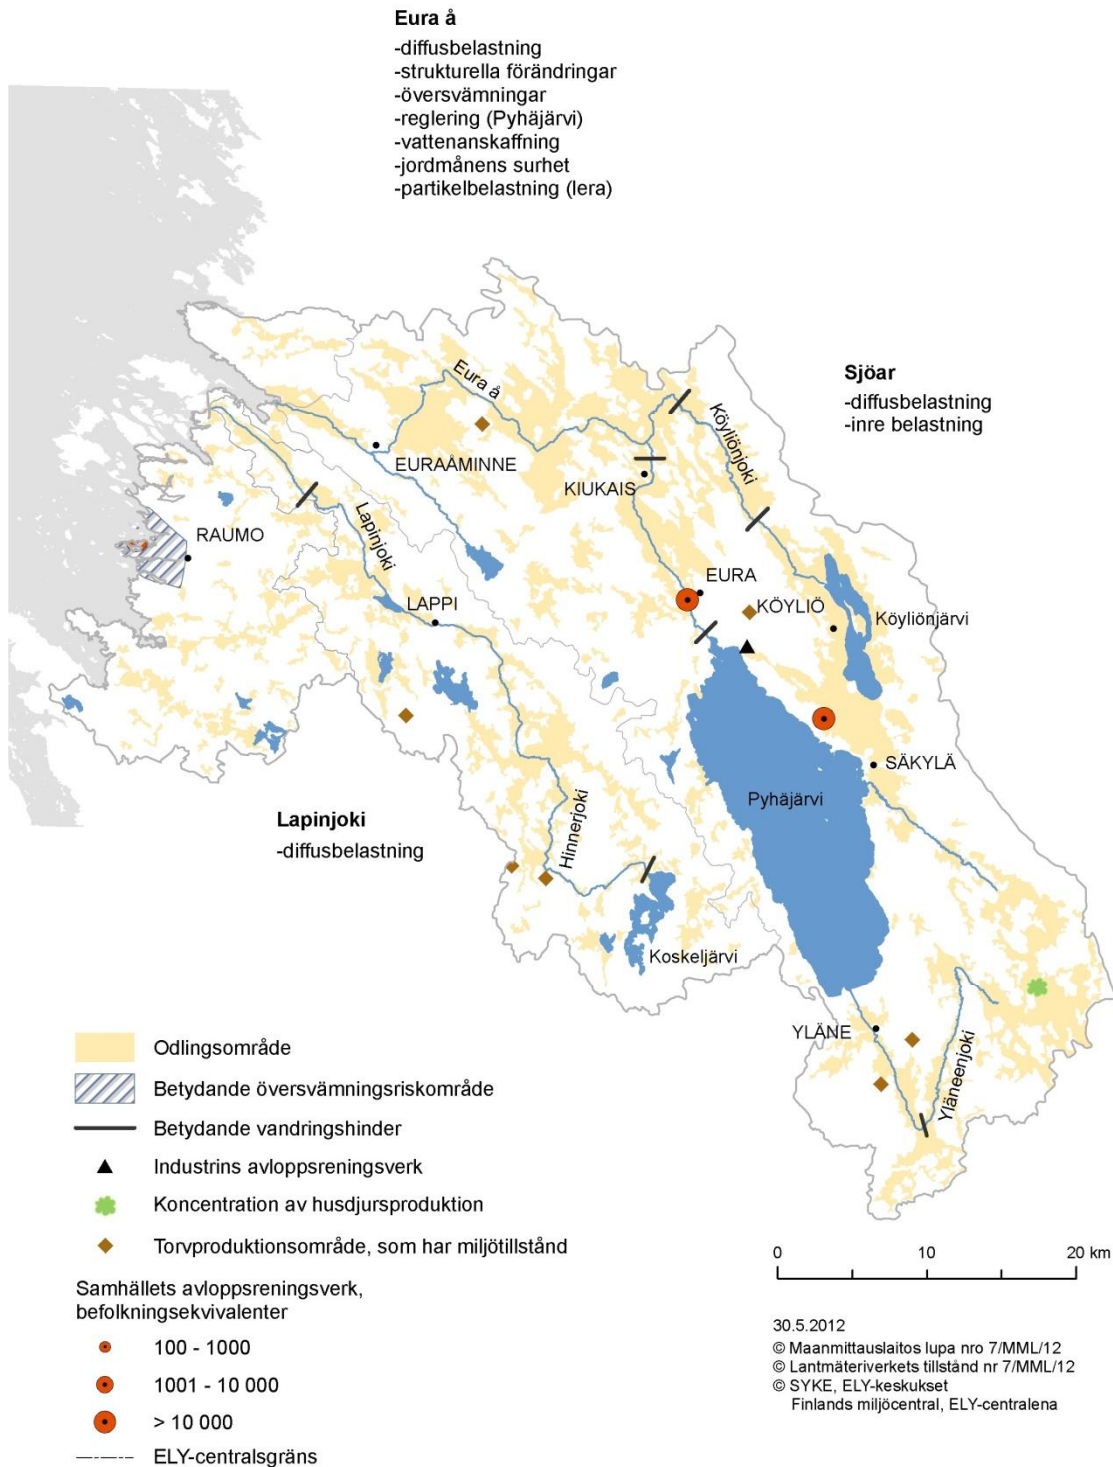 Eura å
-diffusbelastning
-strukturella förändringar
-översvämningar
-reglering (Pyhäjärvi)
-vattenanskaffning
-jordmånens surhet
-partikelbelastning (lera)
Sjöar
-diffusbelastning
-inre belastning
Eura å
Köyliönjoki
EURAÅMINNE
KIUKAIS
Lapinjoki
RAUMO
EURA
LAPPI
KÖYLIÖ
Köyliönjärvi
SÄKYLÄ
Pyhäjärvi
Hinnerjoki
Lapinjoki
-diffusbelastning
Koskeljärvi
YLÄNE
Yläneenjoki
Odlingsområde
Betydande översvämningsriskområde
Betydande vandringshinder
Industrins avloppsreningsverk
Koncentration av husdjursproduktion
Torvproduktionsområde, som har miljötillstånd
Samhällets avloppsreningsverk,
befolkningsekvivalenter
100 - 1000
1001 - 10 000
> 10 000
ELY-centralsgräns
0 10 20 km
30.5.2012
© Maanmittauslaitos lupa nro 7/MML/12
© Lantmäteriverkets tillstånd nr 7/MML/12
© SYKE, ELY-keskukset
Finlands miljöcentral, ELY-centralena